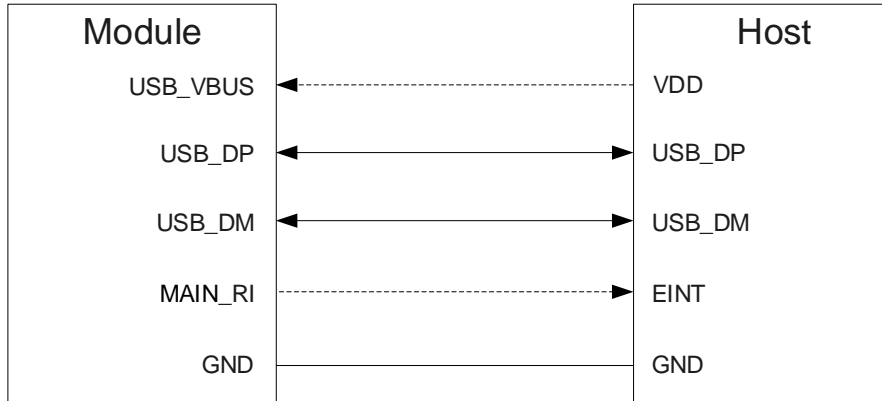 Module Host
USB_VBUS VDD
USB_DP USB_DP
USB_DM USB_DM
MAIN_RI EINT
GND GND